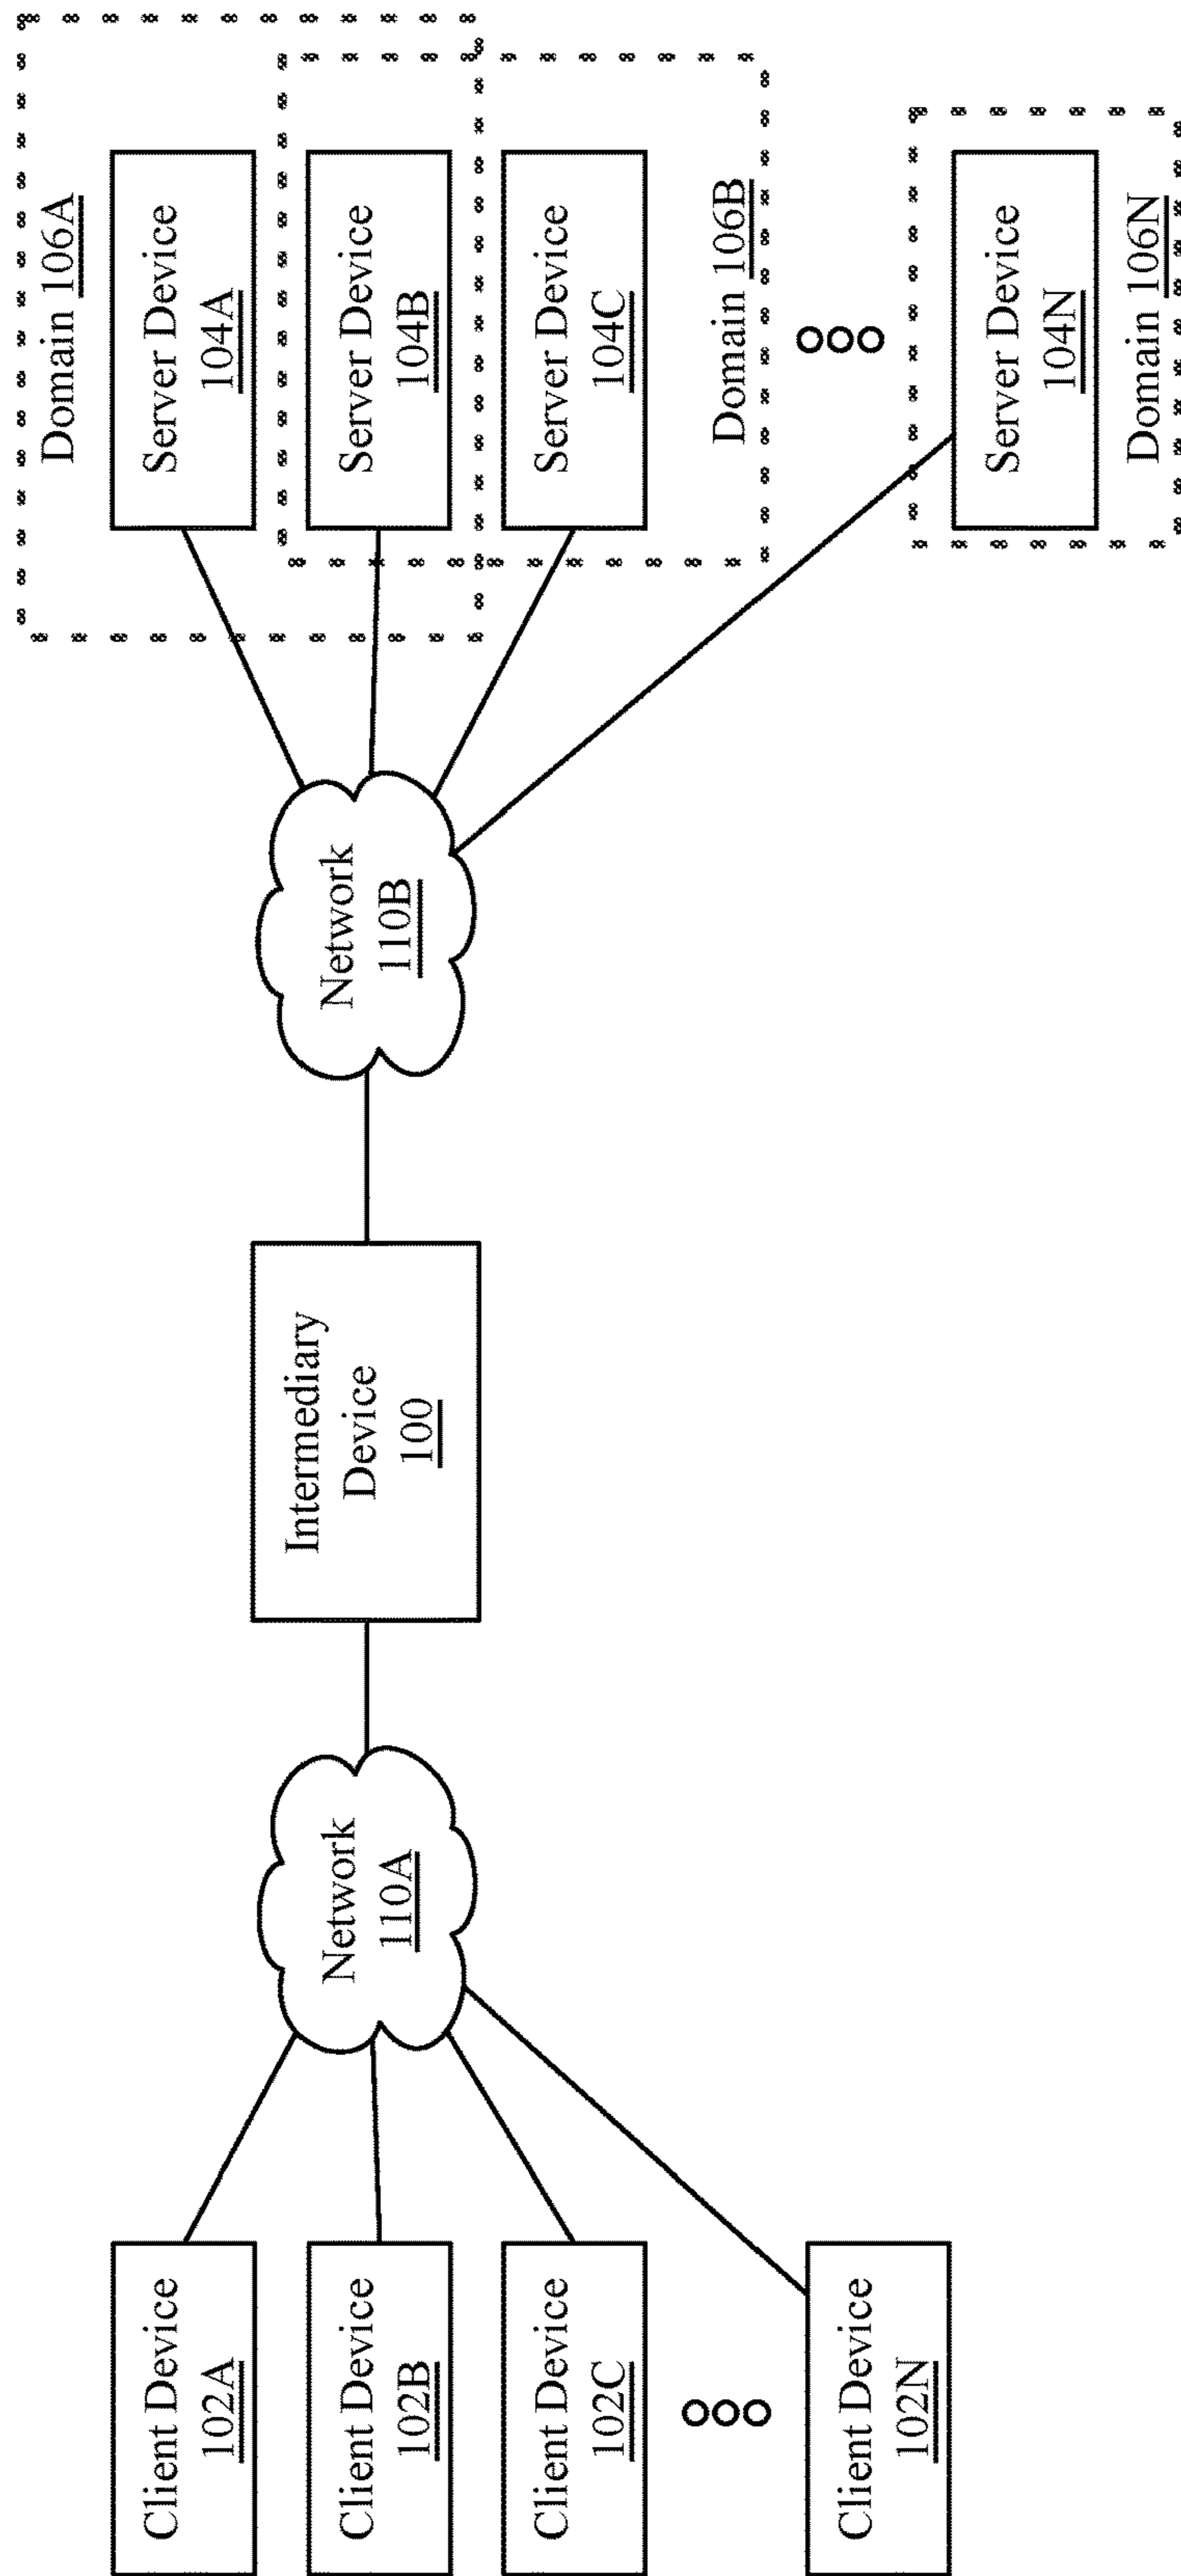 Client Device
102A
Client Device
102B
Client Device
102C
Client Device
102N
Network
110A
Intermediary
Device
100
Network
110B
Domain 106A
Server Device
104A
Server Device
104B
Server Device
104C
Domain 106B
Server Device
104N
Domain 106N